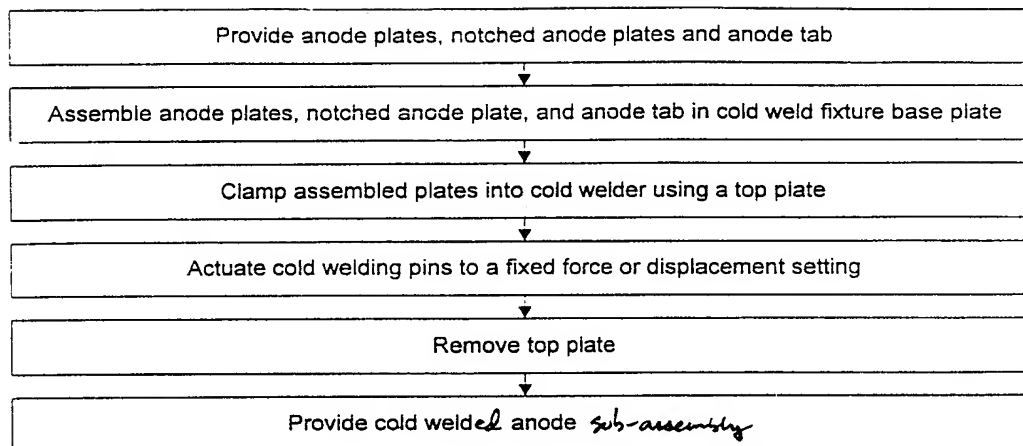 Provide anode plates, notched anode plates and anode tab
Assemble anode plates, notched anode plate, and anode tab in cold weld fixture base plate
Clamp assembled plates into cold welder using a top plate
Actuate cold welding pins to a fixed force or displacement setting
Remove top plate
Provide cold welded anode sub-assembly